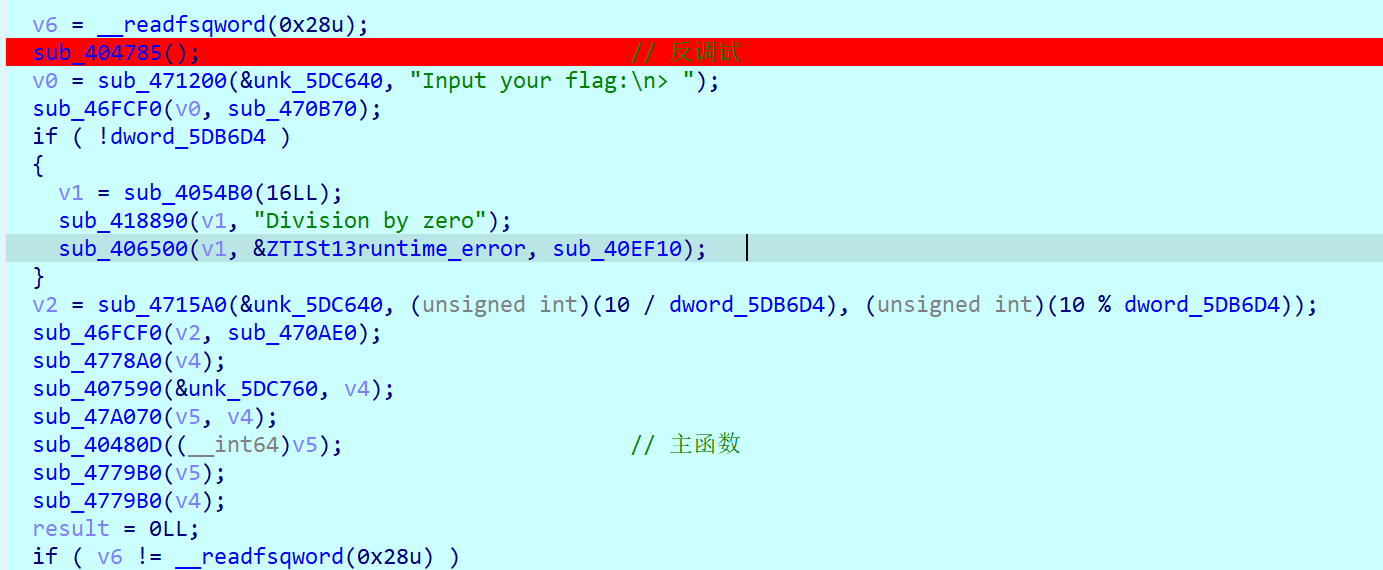 v6 = __readfsqword(0x28u);
sub_404785(); // 反调试
v0 = sub_471200(&unk_5DC640, "Input your flag:\n> ");
sub_46FCF0(v0, sub_470B70);
if ( !dword_5DB6D4 )
{
v1 = sub_4054B0(16LL);
sub_418890(v1, "Division by zero");
sub_406500(v1, &ZTISt13runtime_error, sub_40EF10);
}
v2 = sub_4715A0(&unk_5DC640, (unsigned int)(10 / dword_5DB6D4), (unsigned int)(10 % dword_5DB6D4));
sub_46FCF0(v2, sub_470AE0);
sub_4778A0(v4);
sub_407590(&unk_5DC760, v4);
sub_47A070(v5, v4);
sub_40480D((__int64)v5); // 主函数
sub_4779B0(v5);
sub_4779B0(v4);
result = 0LL;
if ( v6 != __readfsqword(0x28u) )